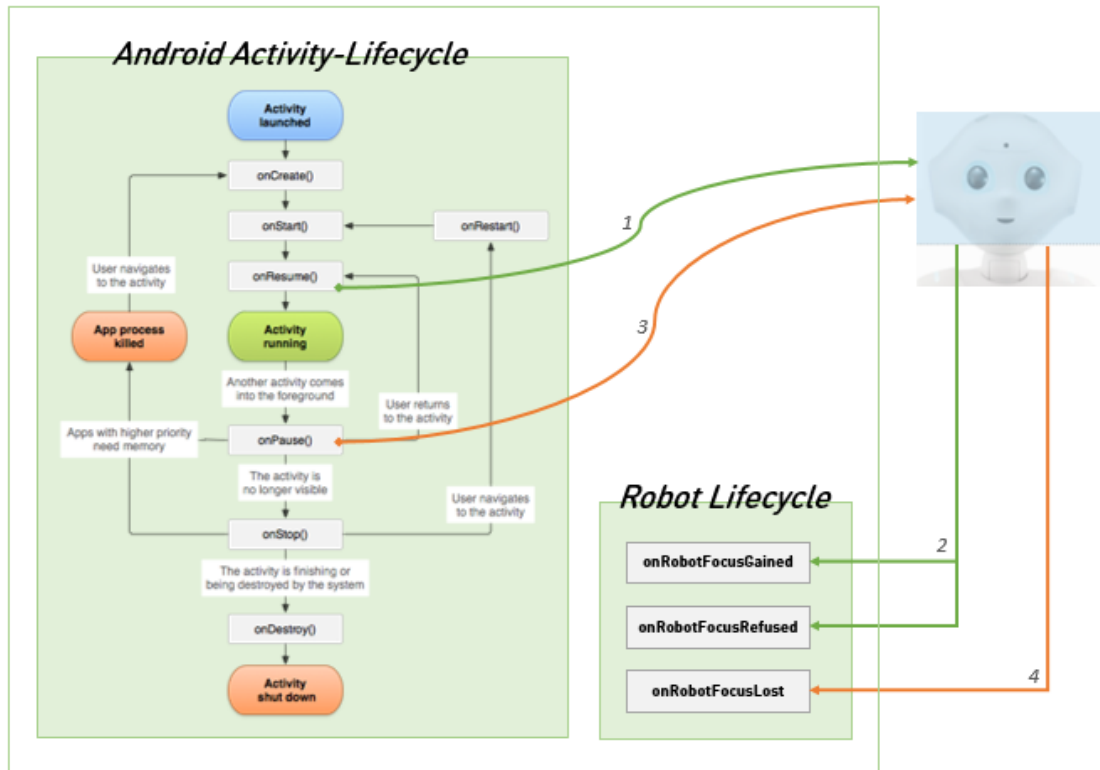 Android Activity-Lifecycle
Activity
launched
onCreate()
onStart()
onRestart()
1
User navigates
to the activity
onResume()
App process
killed
Activity
running
3
Another activity comes
into the foreground
User returns
to the activity
Apps with higher priority
need memory
onPause()
The activity is
no longer visible
User navigates
to the activity
onStop()
The activity is finishing or
being destroyed by the system
onDestroy()
Activity
shut down
Robot Lifecycle
2
onRobotFocusGained
onRobotFocusRefused
4
onRobotFocusLost